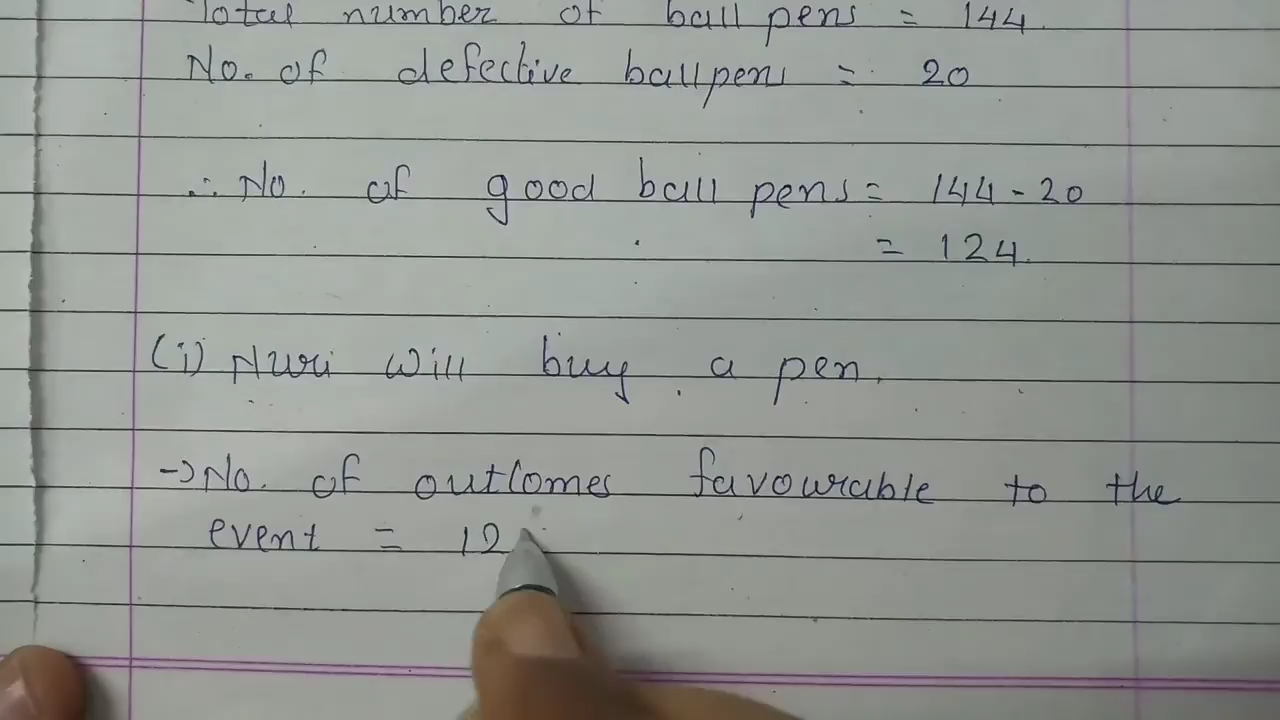 Total number of ball pens = 144.
No. of defective ballpens = 20
∴ No. of good ball pens = 144 - 20
= 124.
(i) Nuri will buy a pen.
→ No. of outcomes favourable to the
event = 12